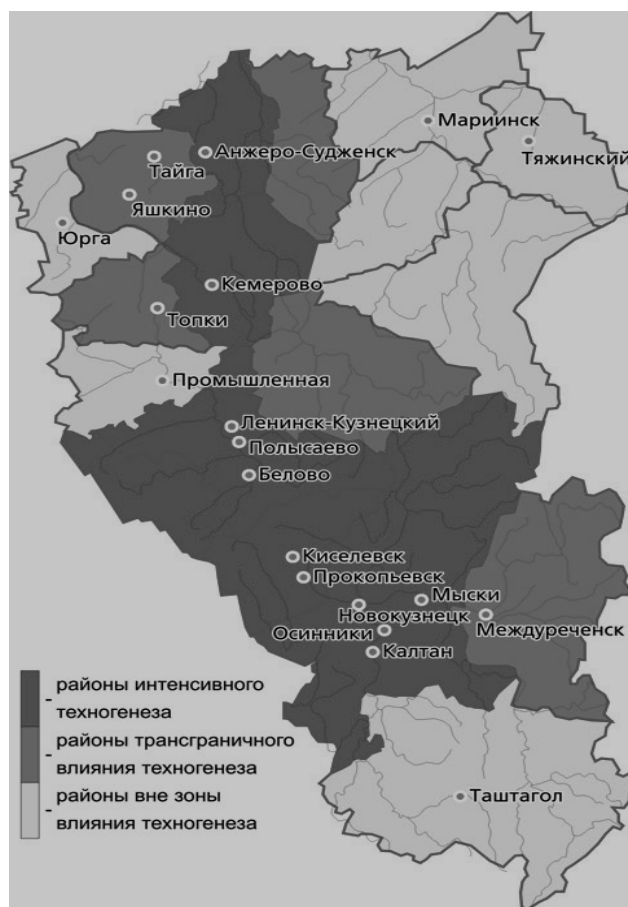 Мариинск
Тяжинский
Анжеро-Судженск
Тайга
Яшкино
Юрга
Кемерово
Топки
Промышленная
Ленинск-Кузнецкий
Полысаево
Белово
Киселевск
Прокопьевск
Мыски
Новокузнецк
Междуреченск
Осинники
Калтан
Таштагол
- районы интенсивного
техногенеза
- районы трансграничного
влияния техногенеза
- районы вне зоны
влияния техногенеза